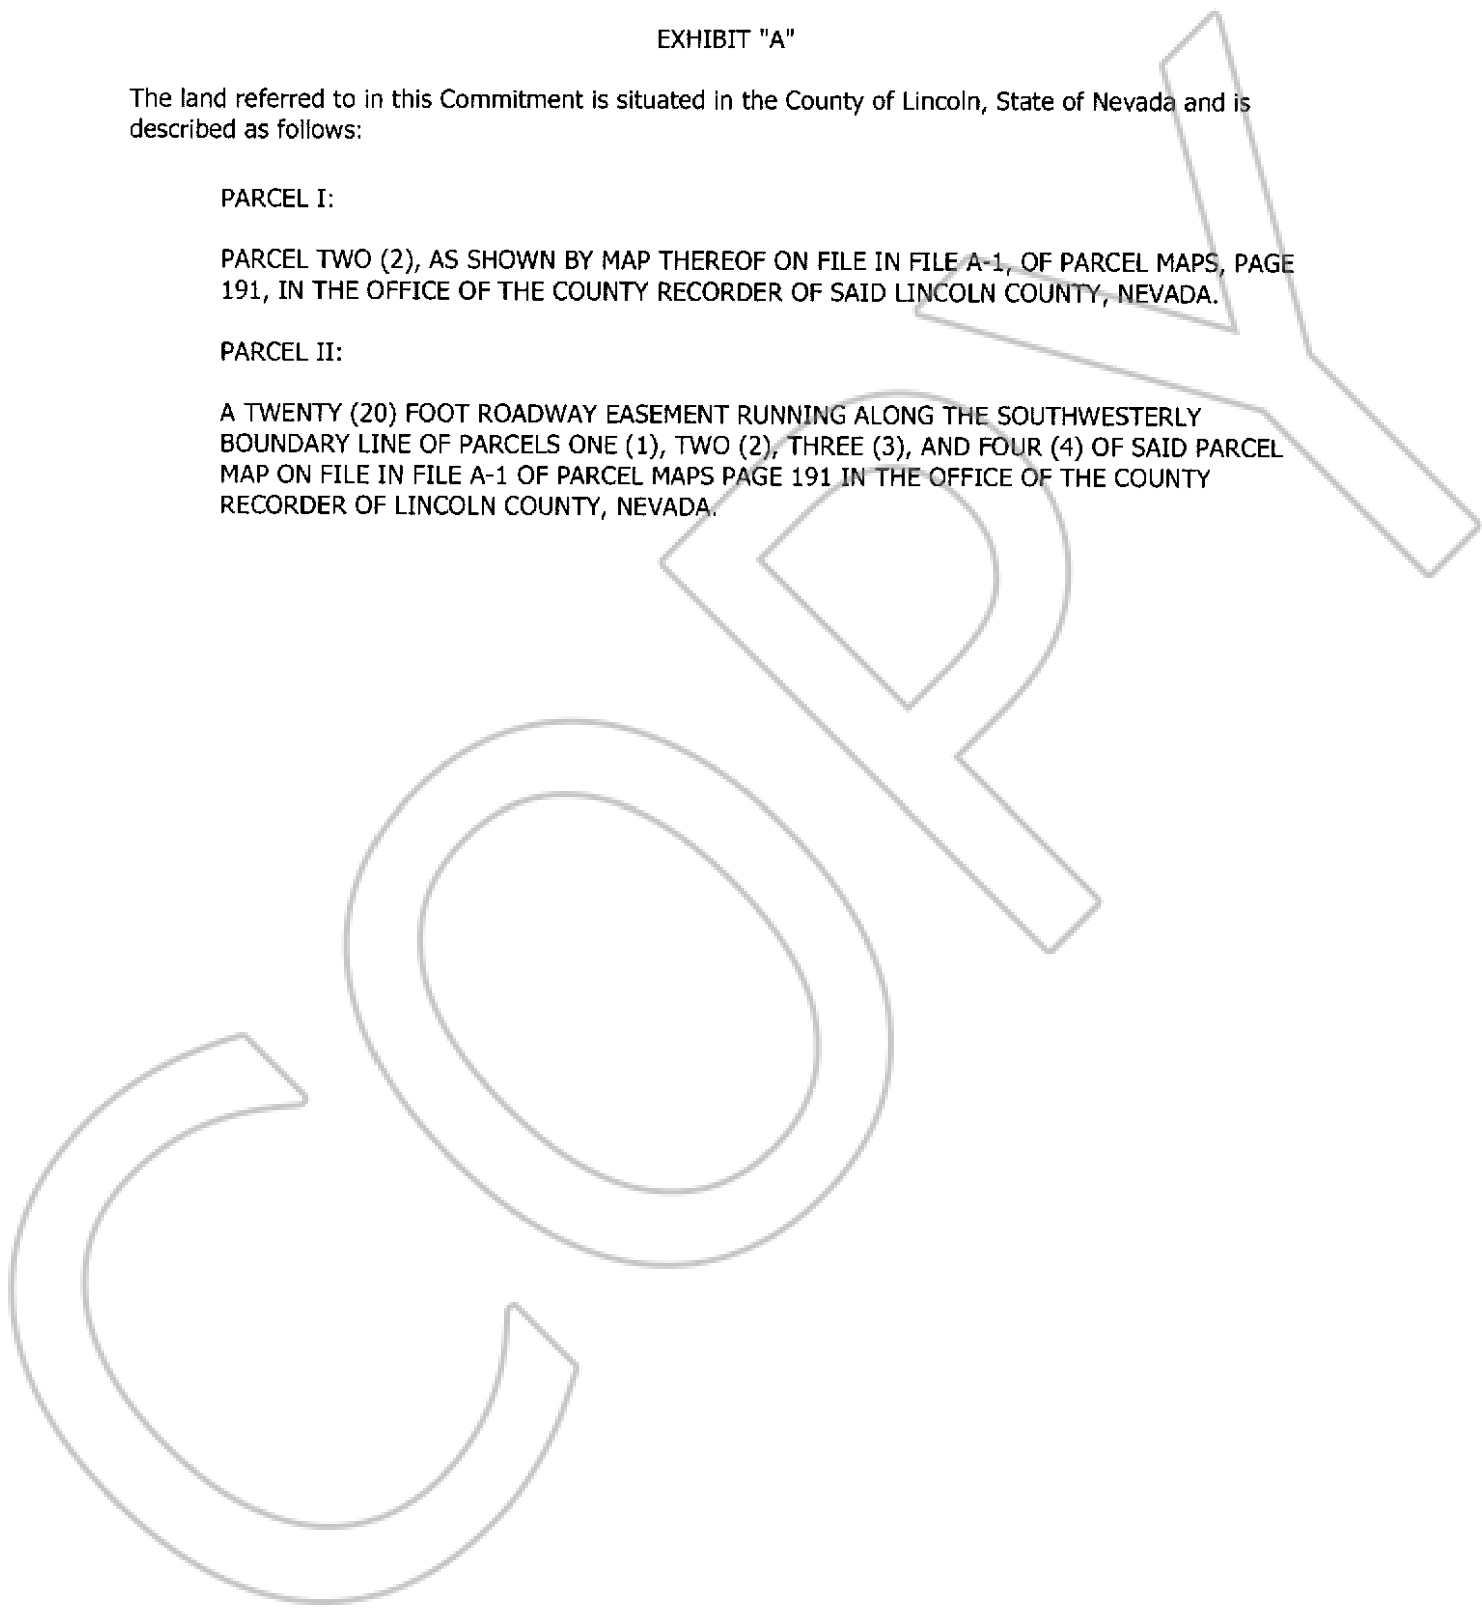 EXHIBIT "A"
The land referred to in this Commitment is situated in the County of Lincoln, State of Nevada and is
described as follows:
PARCEL I:
PARCEL TWO (2), AS SHOWN BY MAP THEREOF ON FILE IN FILE A-1, OF PARCEL MAPS, PAGE
191, IN THE OFFICE OF THE COUNTY RECORDER OF SAID LINCOLN COUNTY, NEVADA.
PARCEL II:
A TWENTY (20) FOOT ROADWAY EASEMENT RUNNING ALONG THE SOUTHWESTERLY
BOUNDARY LINE OF PARCELS ONE (1), TWO (2), THREE (3), AND FOUR (4) OF SAID PARCEL
MAP ON FILE IN FILE A-1 OF PARCEL MAPS PAGE 191 IN THE OFFICE OF THE COUNTY
RECORDER OF LINCOLN COUNTY, NEVADA.
COPY